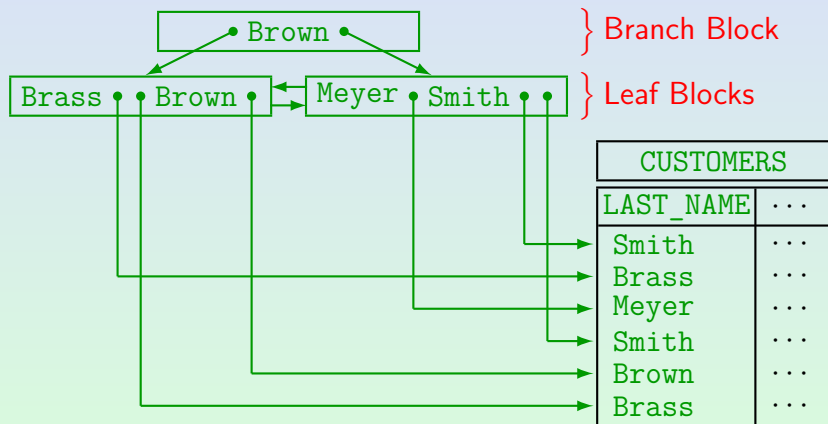 Brown
Branch Block
Brass Brown
Meyer Smith
Leaf Blocks
CUSTOMERS
LAST_NAME ···
Smith ···
Brass ···
Meyer ···
Smith ···
Brown ···
Brass ···